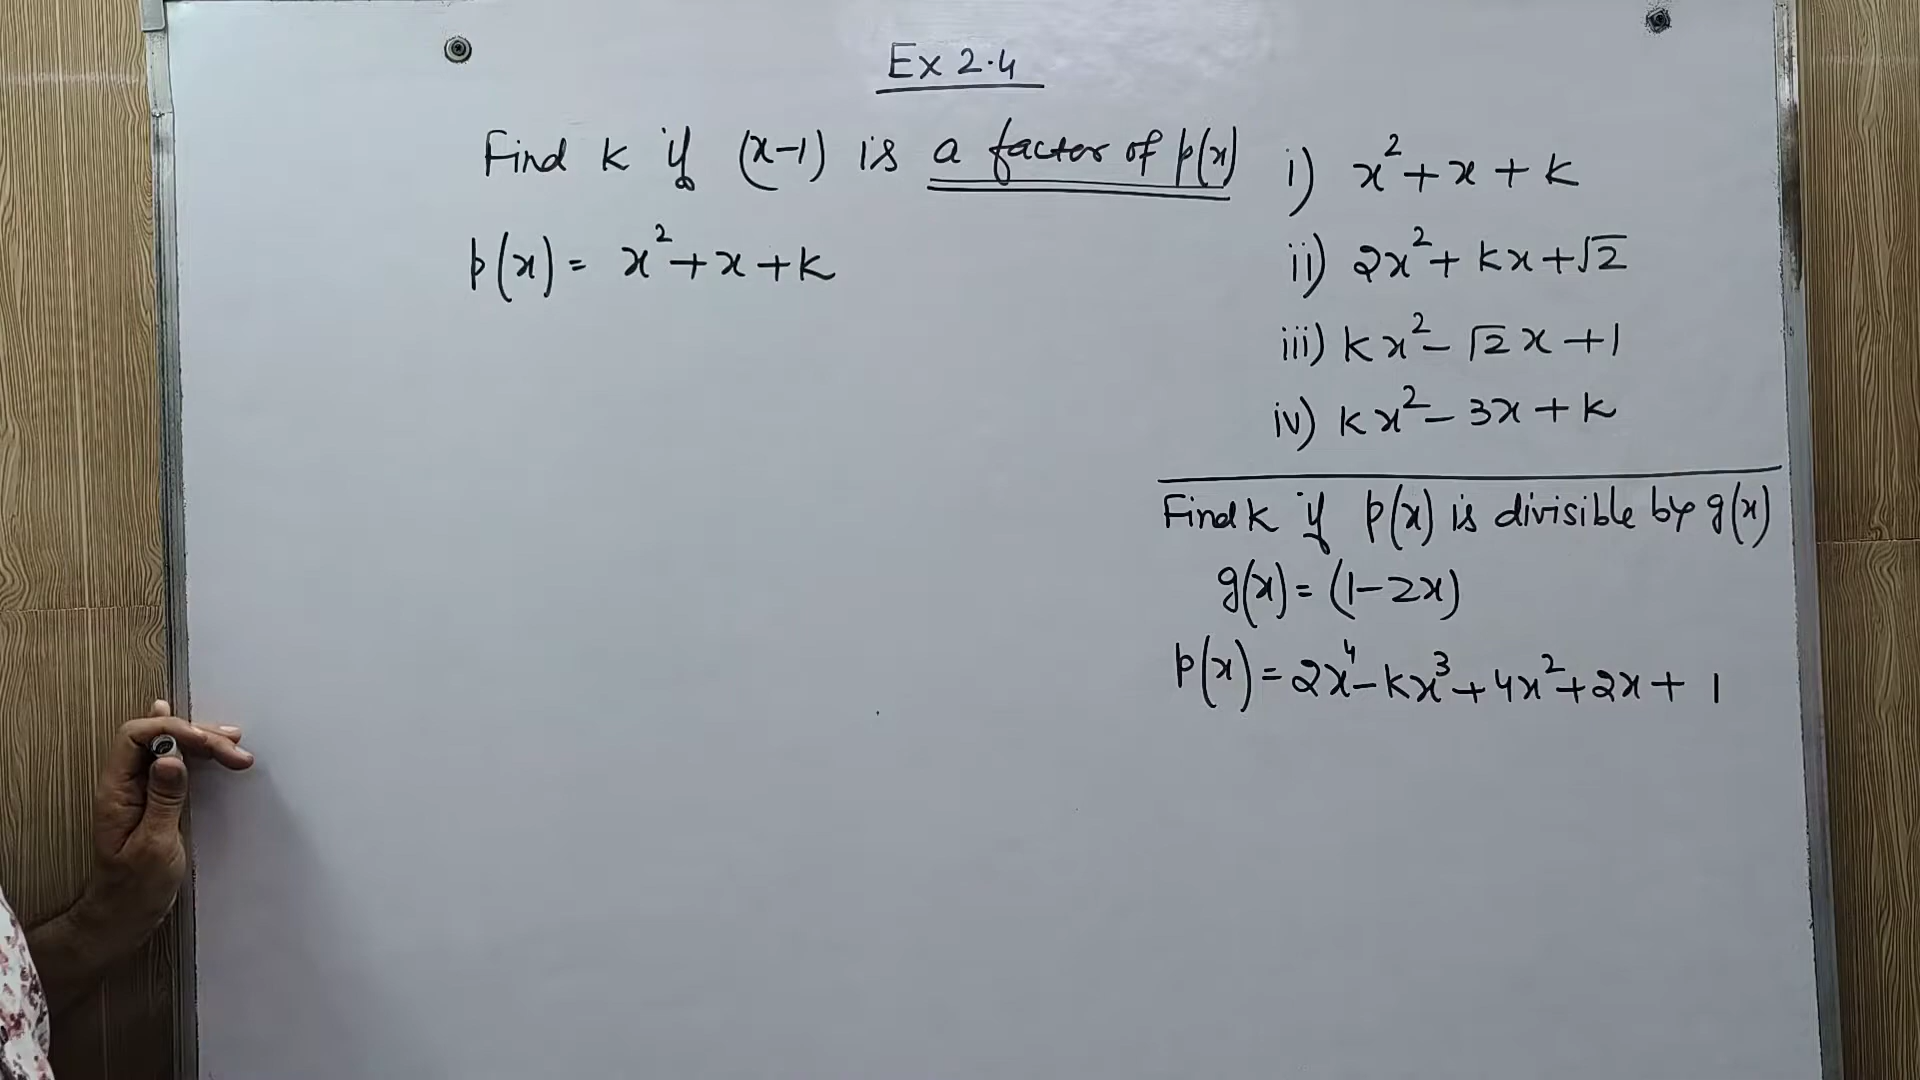 Ex 2.4
Find k if (x-1) is a factor of p(x)
p(x) = x² + x + k
i) x² + x + k
ii) 2x² + kx + √2
iii) kx² - √2 x + 1
iv) kx² - 3x + k
Find k if p(x) is divisible by g(x)
g(x) = (1-2x)
p(x) = 2x⁴ - kx³ + 4x² + 2x + 1